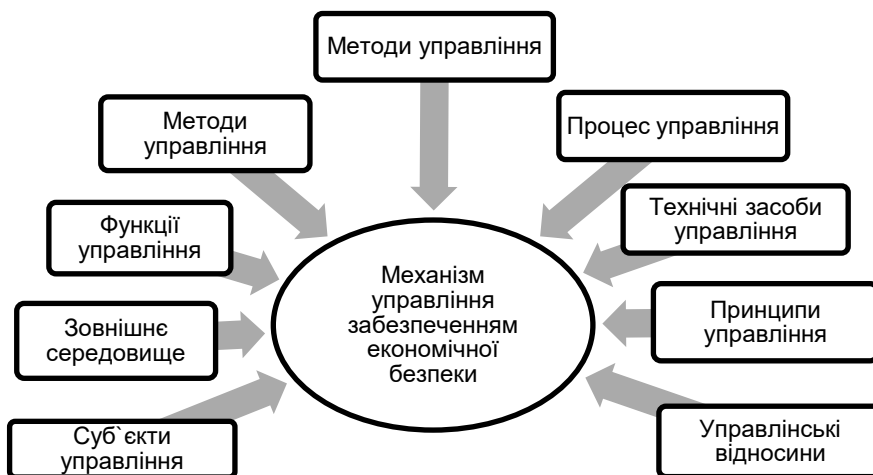 Методи управління
Методи
управління
Процес управління
Функції
управління
Технічні засоби
управління
Зовнішнє
середовище
Механізм
управління
забезпеченням
економічної
безпеки
Принципи
управління
Суб`єкти
управління
Управлінські
відносини